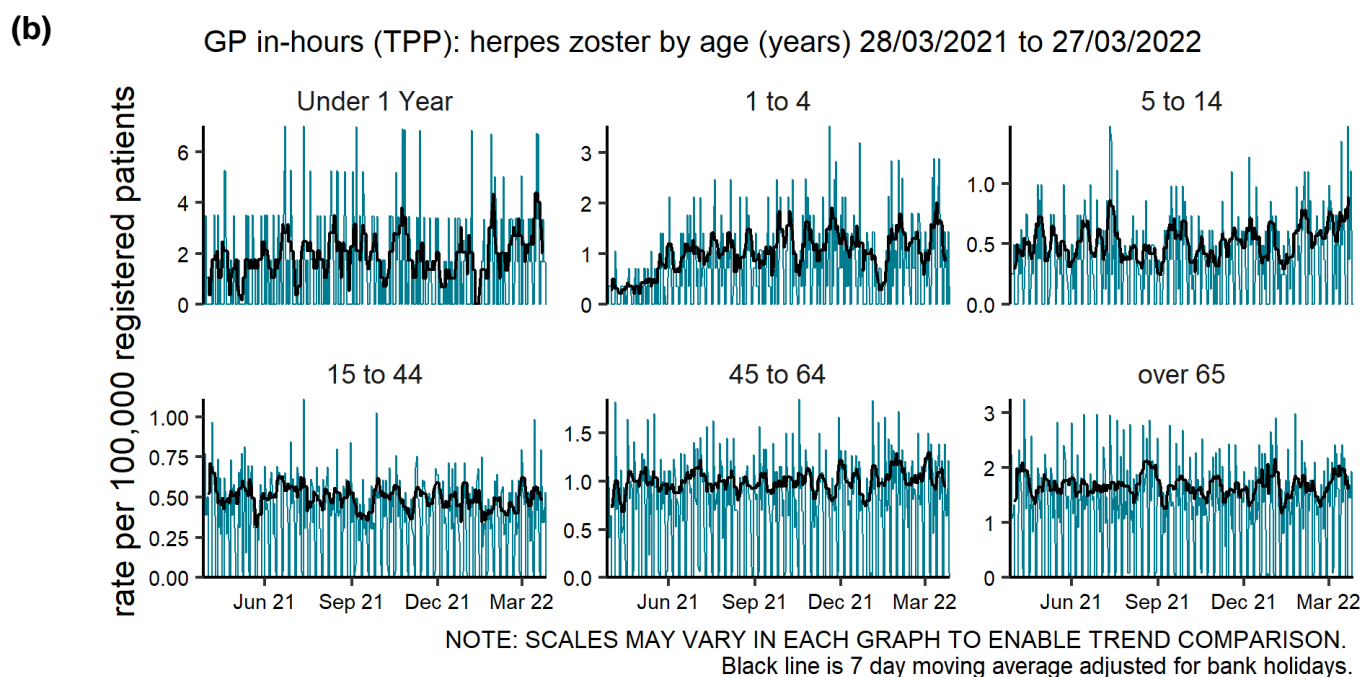 (b)
GP in-hours (TPP): herpes zoster by age (years) 28/03/2021 to 27/03/2022
rate per 100,000 registered patients
Under 1 Year
6
4
2
0
1 to 4
3
2
1
0
5 to 14
1.0
0.5
0.0
15 to 44
1.00
0.75
0.50
0.25
0.00
Jun 21 Sep 21 Dec 21 Mar 22
45 to 64
1.5
1.0
0.5
0.0
Jun 21 Sep 21 Dec 21 Mar 22
over 65
3
2
1
0
Jun 21 Sep 21 Dec 21 Mar 22
NOTE: SCALES MAY VARY IN EACH GRAPH TO ENABLE TREND COMPARISON.
Black line is 7 day moving average adjusted for bank holidays.